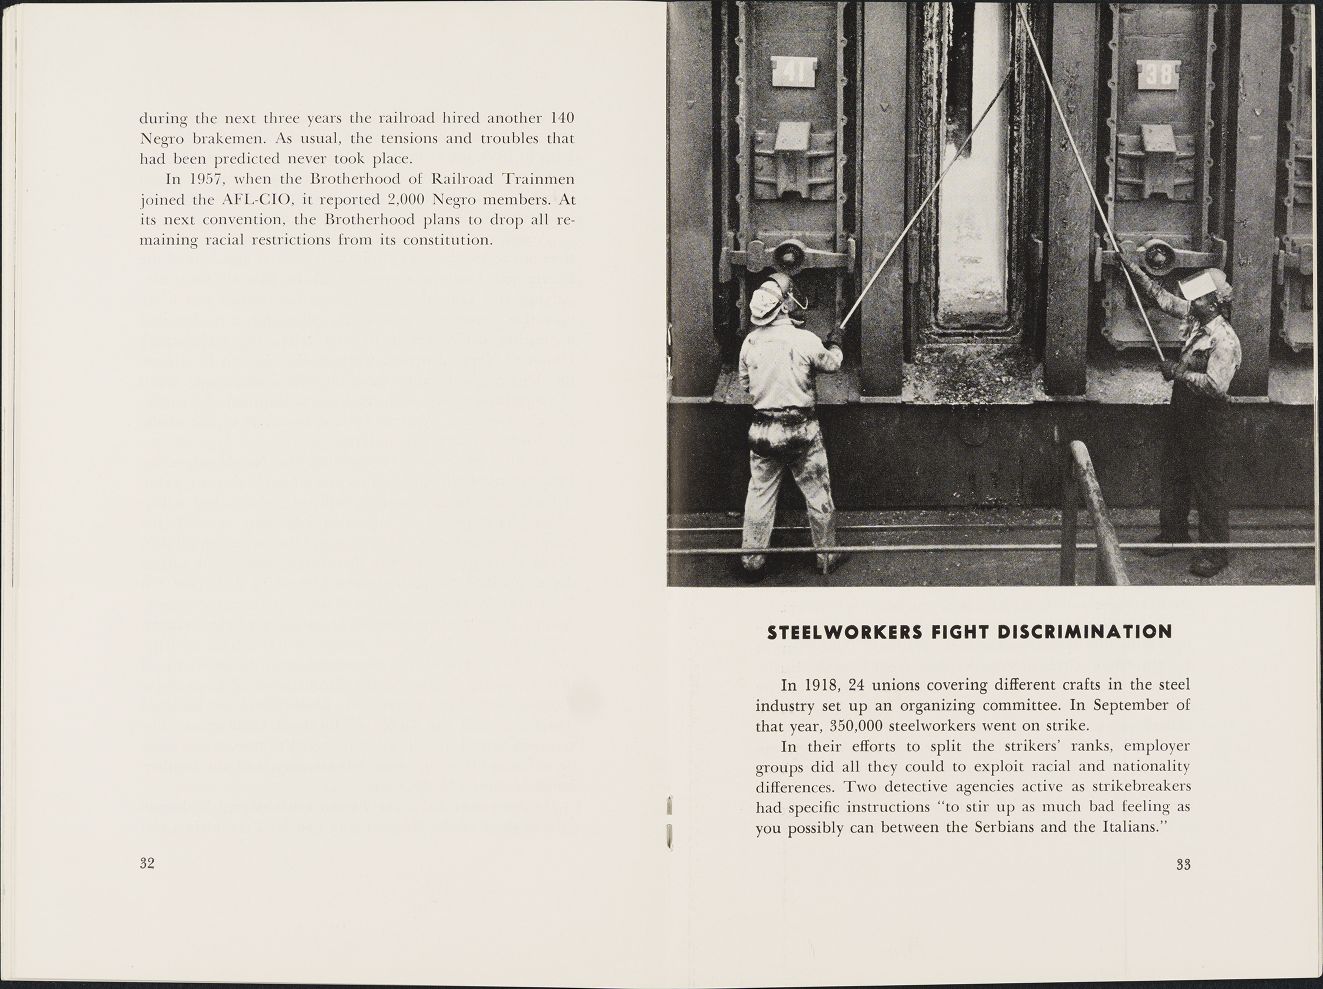 during the next three years the railroad hired another 140
Negro brakemen. As usual, the tensions and troubles that
had been predicted never took place.
In 1957, when the Brotherhood of Railroad Trainmen
joined the AFL-CIO, it reported 2,000 Negro members. At
its next convention, the Brotherhood plans to drop all re-
maining racial restrictions from its constitution.
32
41
38
STEELWORKERS FIGHT DISCRIMINATION
In 1918, 24 unions covering different crafts in the steel
industry set up an organizing committee. In September of
that year, 350,000 steelworkers went on strike.
In their efforts to split the strikers' ranks, employer
groups did all they could to exploit racial and nationality
differences. Two detective agencies active as strikebreakers
had specific instructions "to stir up as much bad feeling as
you possibly can between the Serbians and the Italians."
33